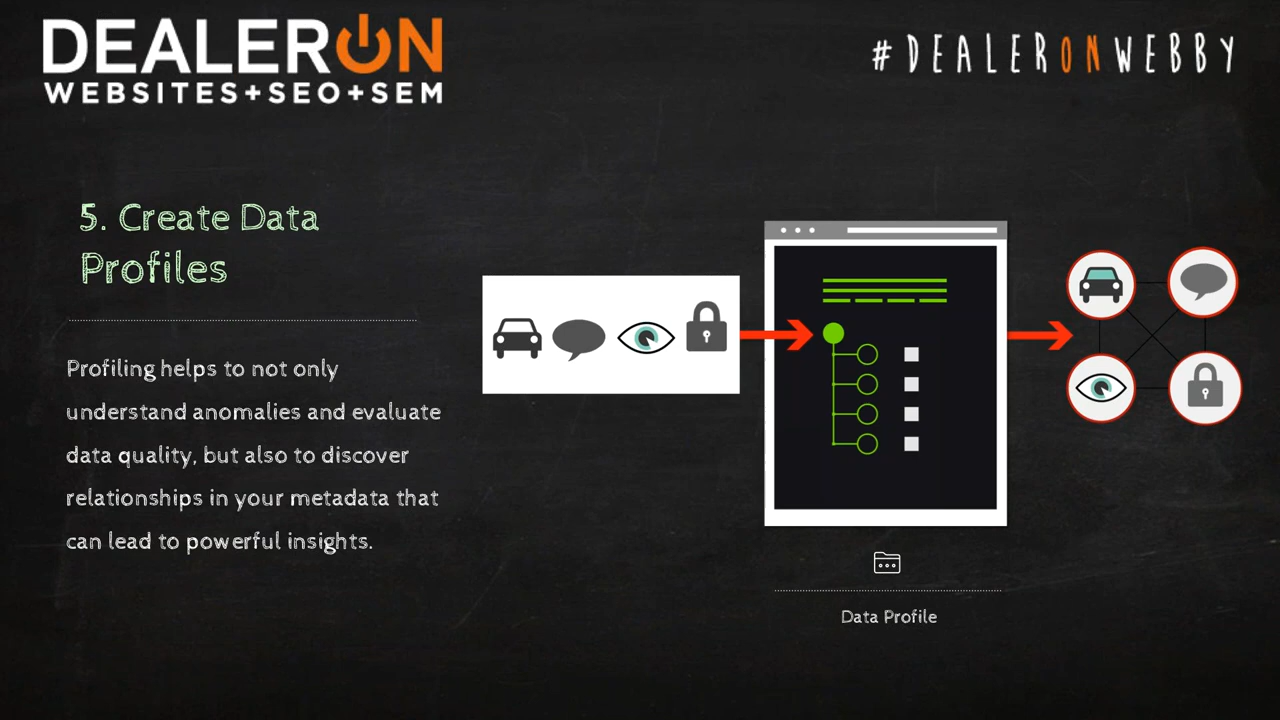 DEALERON
WEBSITES+SEO+SEM
#DEALERONWEBBY
5. Create Data
Profiles
Profiling helps to not only
understand anomalies and evaluate
data quality, but also to discover
relationships in your metadata that
can lead to powerful insights.
Data Profile